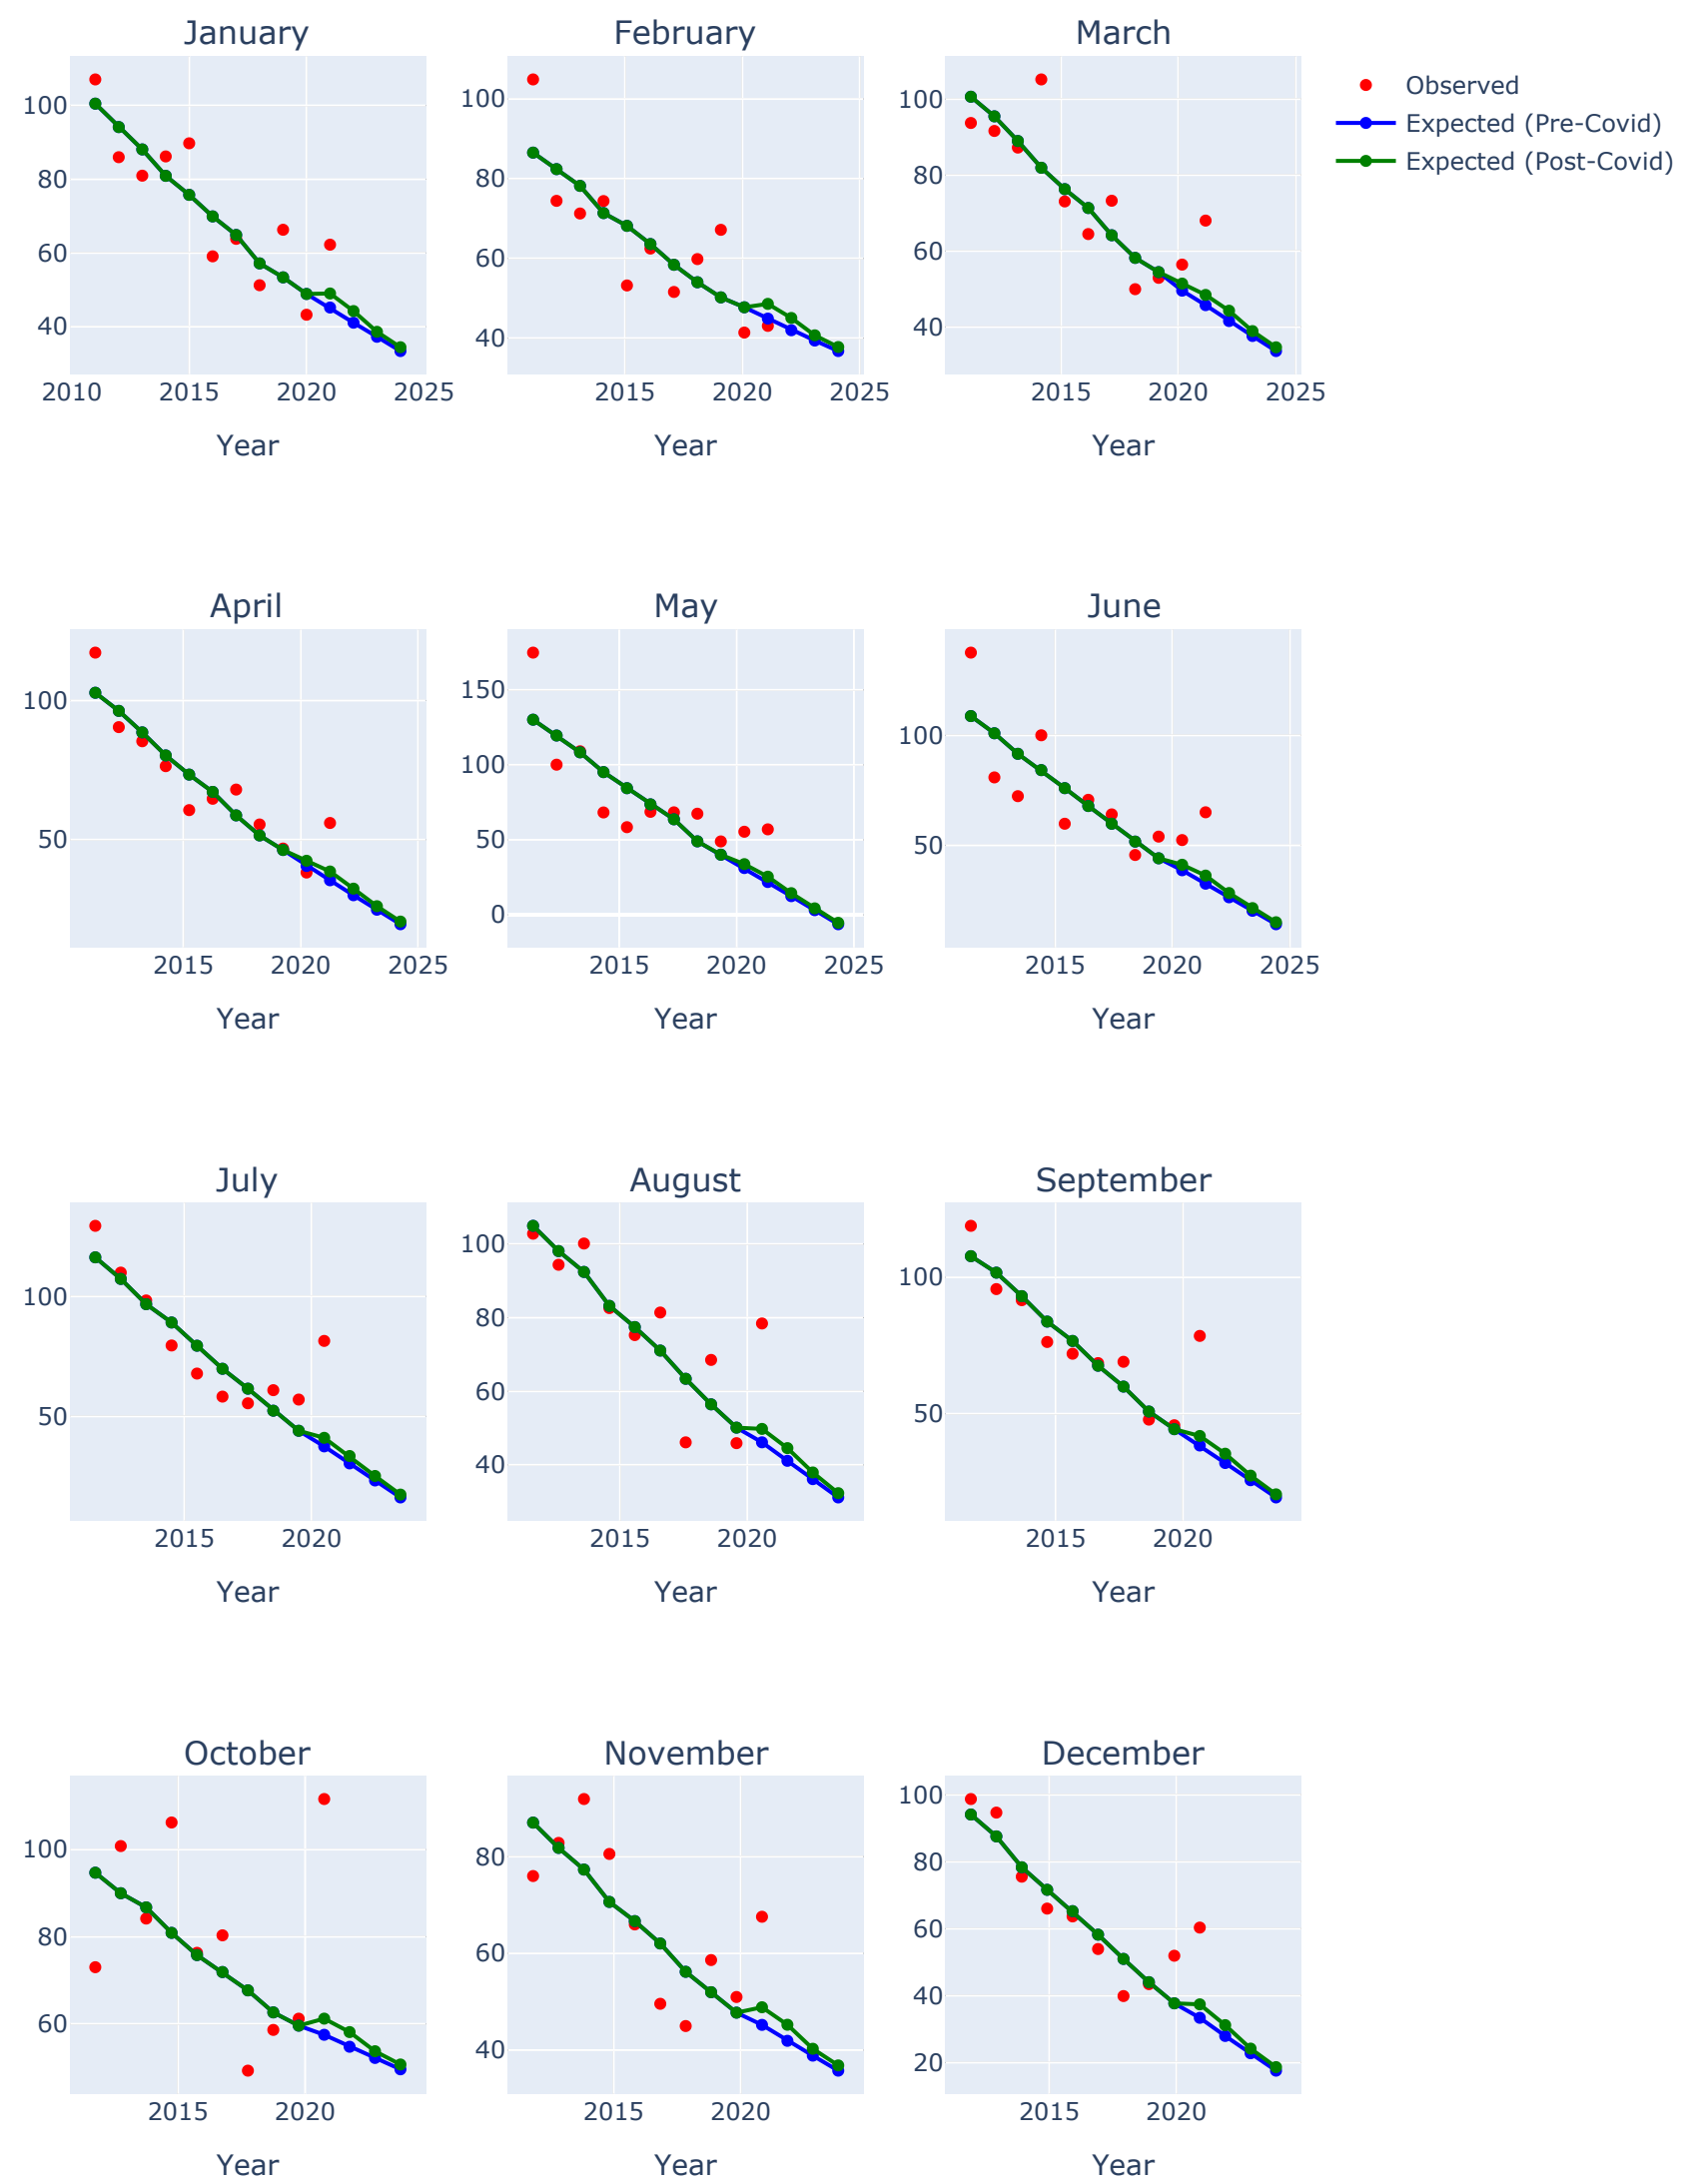 January
February
March
Observed
Expected (Pre-Covid)
Expected (Post-Covid)
100
80
60
40
2010
2015
2020
2025
Year
100
80
60
40
2015
2020
2025
Year
100
80
60
40
2015
2020
2025
Year
April
May
June
100
50
2015
2020
2025
Year
150
100
50
0
2015
2020
2025
Year
100
50
2015
2020
2025
Year
July
August
September
100
50
2015
2020
Year
100
80
60
40
2015
2020
Year
100
50
2015
2020
Year
October
November
December
100
80
60
2015
2020
Year
80
60
40
2015
2020
Year
100
80
60
40
20
2015
2020
Year